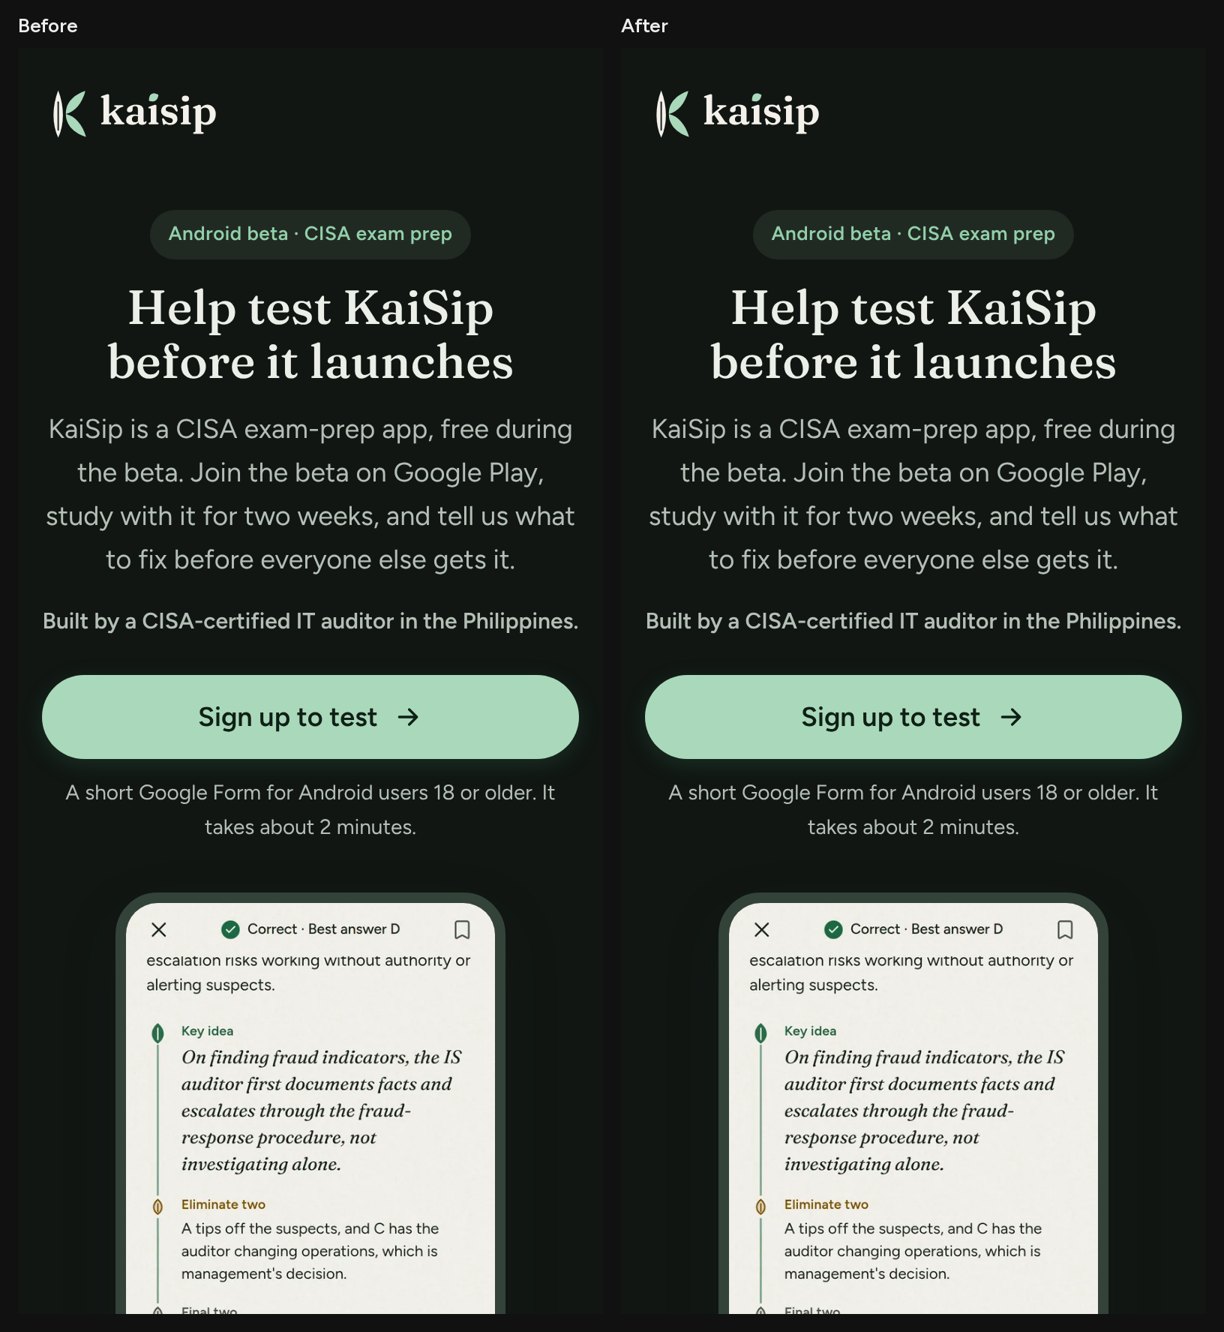 Before
kaisip
Android beta · CISA exam prep
Help test KaiSip
before it launches
KaiSip is a CISA exam-prep app, free during
the beta. Join the beta on Google Play,
study with it for two weeks, and tell us what
to fix before everyone else gets it.
Built by a CISA-certified IT auditor in the Philippines.
Sign up to test →
A short Google Form for Android users 18 or older. It
takes about 2 minutes.
Correct · Best answer D
escalation risks working without authority or
alerting suspects.
Key idea
On finding fraud indicators, the IS
auditor first documents facts and
escalates through the fraud-
response procedure, not
investigating alone.
Eliminate two
A tips off the suspects, and C has the
auditor changing operations, which is
management's decision.
Final two
After
kaisip
Android beta · CISA exam prep
Help test KaiSip
before it launches
KaiSip is a CISA exam-prep app, free during
the beta. Join the beta on Google Play,
study with it for two weeks, and tell us what
to fix before everyone else gets it.
Built by a CISA-certified IT auditor in the Philippines.
Sign up to test →
A short Google Form for Android users 18 or older. It
takes about 2 minutes.
Correct · Best answer D
escalation risks working without authority or
alerting suspects.
Key idea
On finding fraud indicators, the IS
auditor first documents facts and
escalates through the fraud-
response procedure, not
investigating alone.
Eliminate two
A tips off the suspects, and C has the
auditor changing operations, which is
management's decision.
Final two